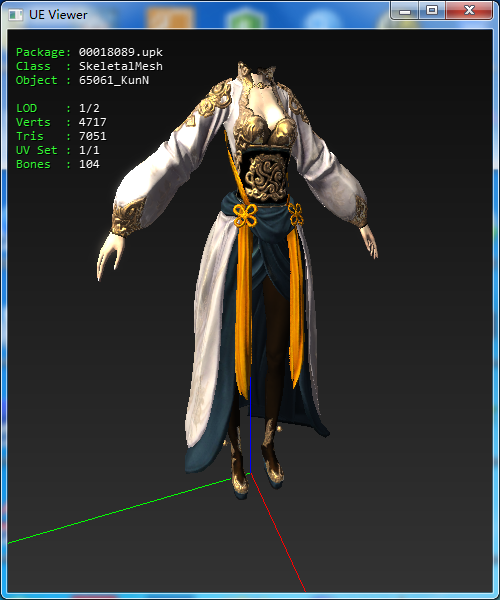 UE Viewer
Package: 00018089.upk
Class : SkeletalMesh
Object : 65061_KunN
LOD : 1/2
Verts : 4717
Tris : 7051
UV Set : 1/1
Bones : 104